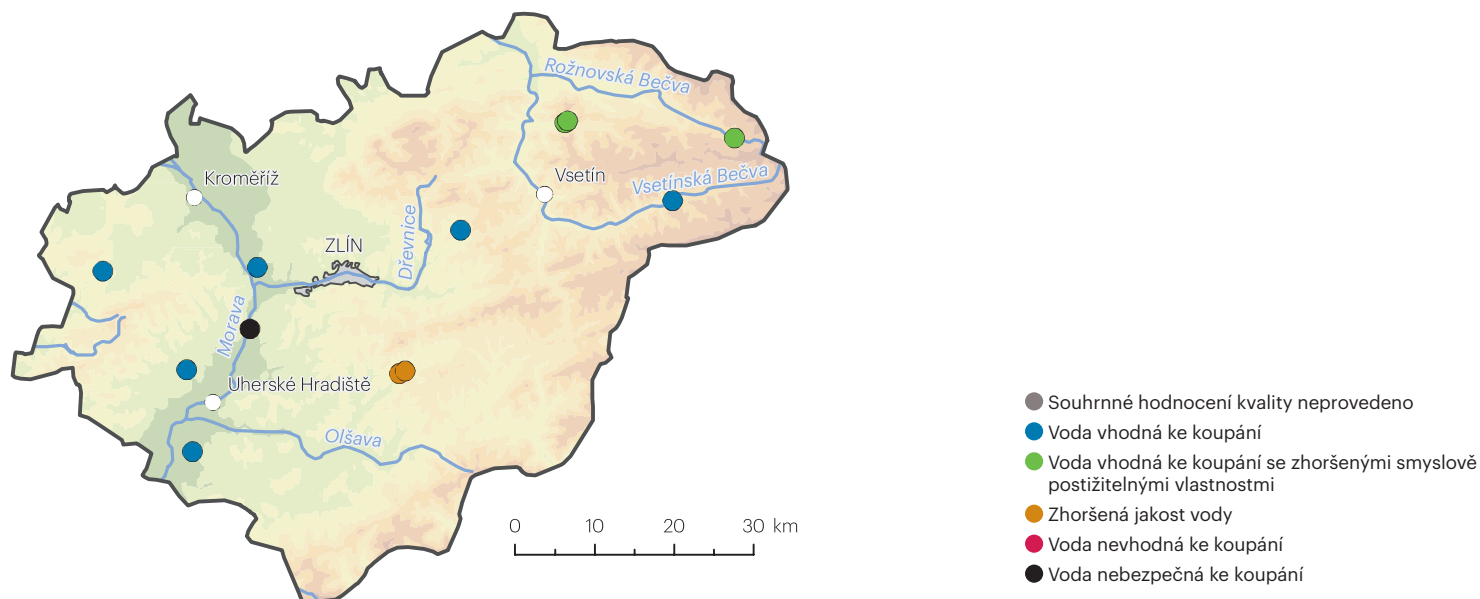 Rožnovská Bečva
Kroměříž
Vsetín
Vsetínská Bečva
Dřevnice
ZLÍN
Morava
Uherské Hradiště
Olšava
0 10 20 30 km
Souhrnné hodnocení kvality neprovedeno
Voda vhodná ke koupání
Voda vhodná ke koupání se zhoršenými smyslově
postižitelnými vlastnostmi
Zhoršená jakost vody
Voda nevhodná ke koupání
Voda nebezpečná ke koupání